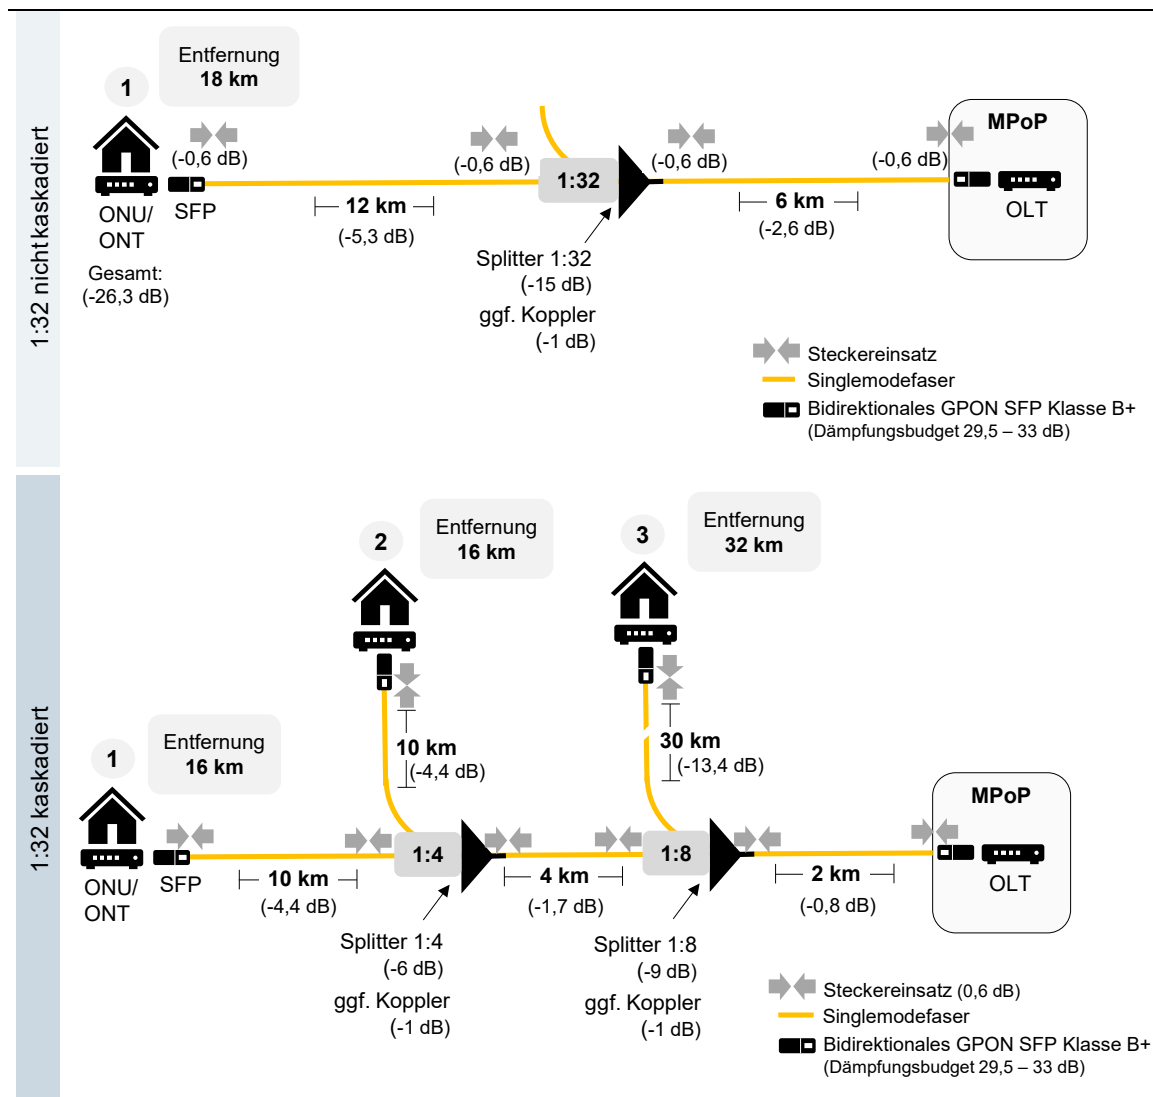 1:32 nichtkaskadiert
Entfernung
18 km
1
(-0,6 dB)
(-0,6 dB)
(-0,6 dB)
(-0,6 dB)
MPoP
1:32
ONU/
ONT
SFP
12 km
(-5,3 dB)
6 km
(-2,6 dB)
OLT
Gesamt:
(-26,3 dB)
Splitter 1:32
(-15 dB)
ggf. Koppler
(-1 dB)
Steckereinsatz
Singlemodefaser
Bidirektionales GPON SFP Klasse B+
(Dämpfungsbudget 29,5 – 33 dB)
1:32 kaskadiert
2
Entfernung
16 km
3
Entfernung
32 km
10 km
(-4,4 dB)
30 km
(-13,4 dB)
1
Entfernung
16 km
MPoP
1:4
1:8
ONU/
ONT
SFP
10 km
(-4,4 dB)
4 km
(-1,7 dB)
2 km
(-0,8 dB)
OLT
Splitter 1:4
(-6 dB)
ggf. Koppler
(-1 dB)
Splitter 1:8
(-9 dB)
ggf. Koppler
(-1 dB)
Steckereinsatz (0,6 dB)
Singlemodefaser
Bidirektionales GPON SFP Klasse B+
(Dämpfungsbudget 29,5 – 33 dB)